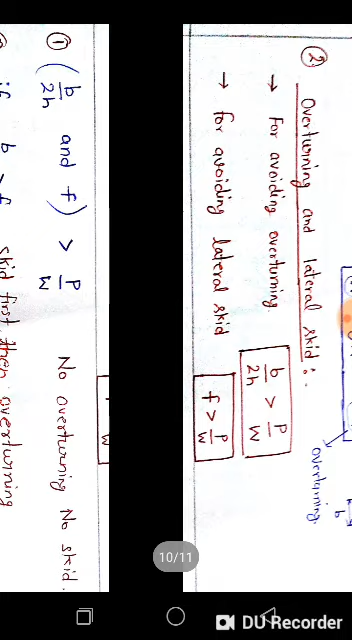 ② Overturning and lateral skid :-
→ For avoiding overturning b/2h > P/W
→ for avoiding lateral skid f > P/W
overturning
b
① (b/2h and f) > P/W No overturning No skid.
if b > f skid first then overturning
W
10/11
DU Recorder